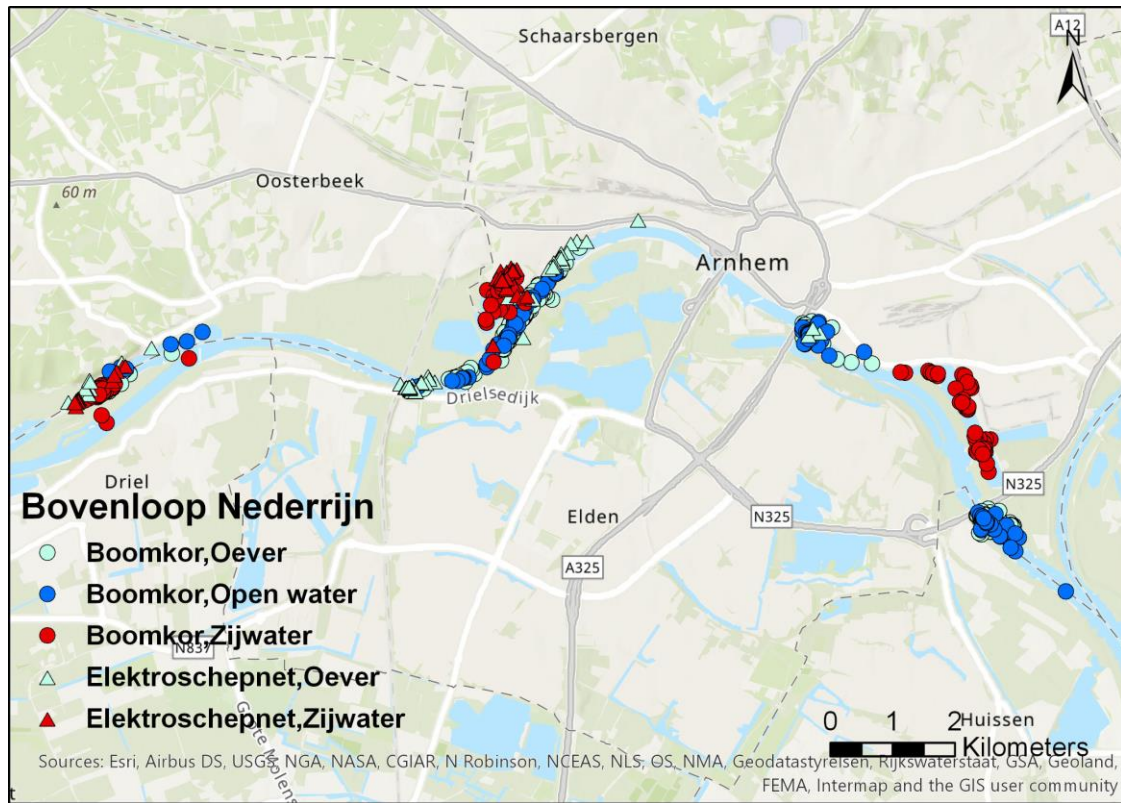 Schaarsbergen
A12
N
Oosterbeek
60 m
Arnhem
Drielsedijk
Driel
N325
Bovenloop Nederrijn
Elden
N325
Boomkor,Oever
A325
Boomkor,Open water
Boomkor,Zijwater
N837
Elektroschepnet,Oever
Elektroschepnet,Zijwater
0 1 2
Huissen
Kilometers
Sources: Esri, Airbus DS, USGS, NGA, NASA, CGIAR, N Robinson, NCEAS, NLS, OS, NMA, Geodatastyrelsen, Rijkswaterstaat, GSA, Geoland,
FEMA, Intermap and the GIS user community
t